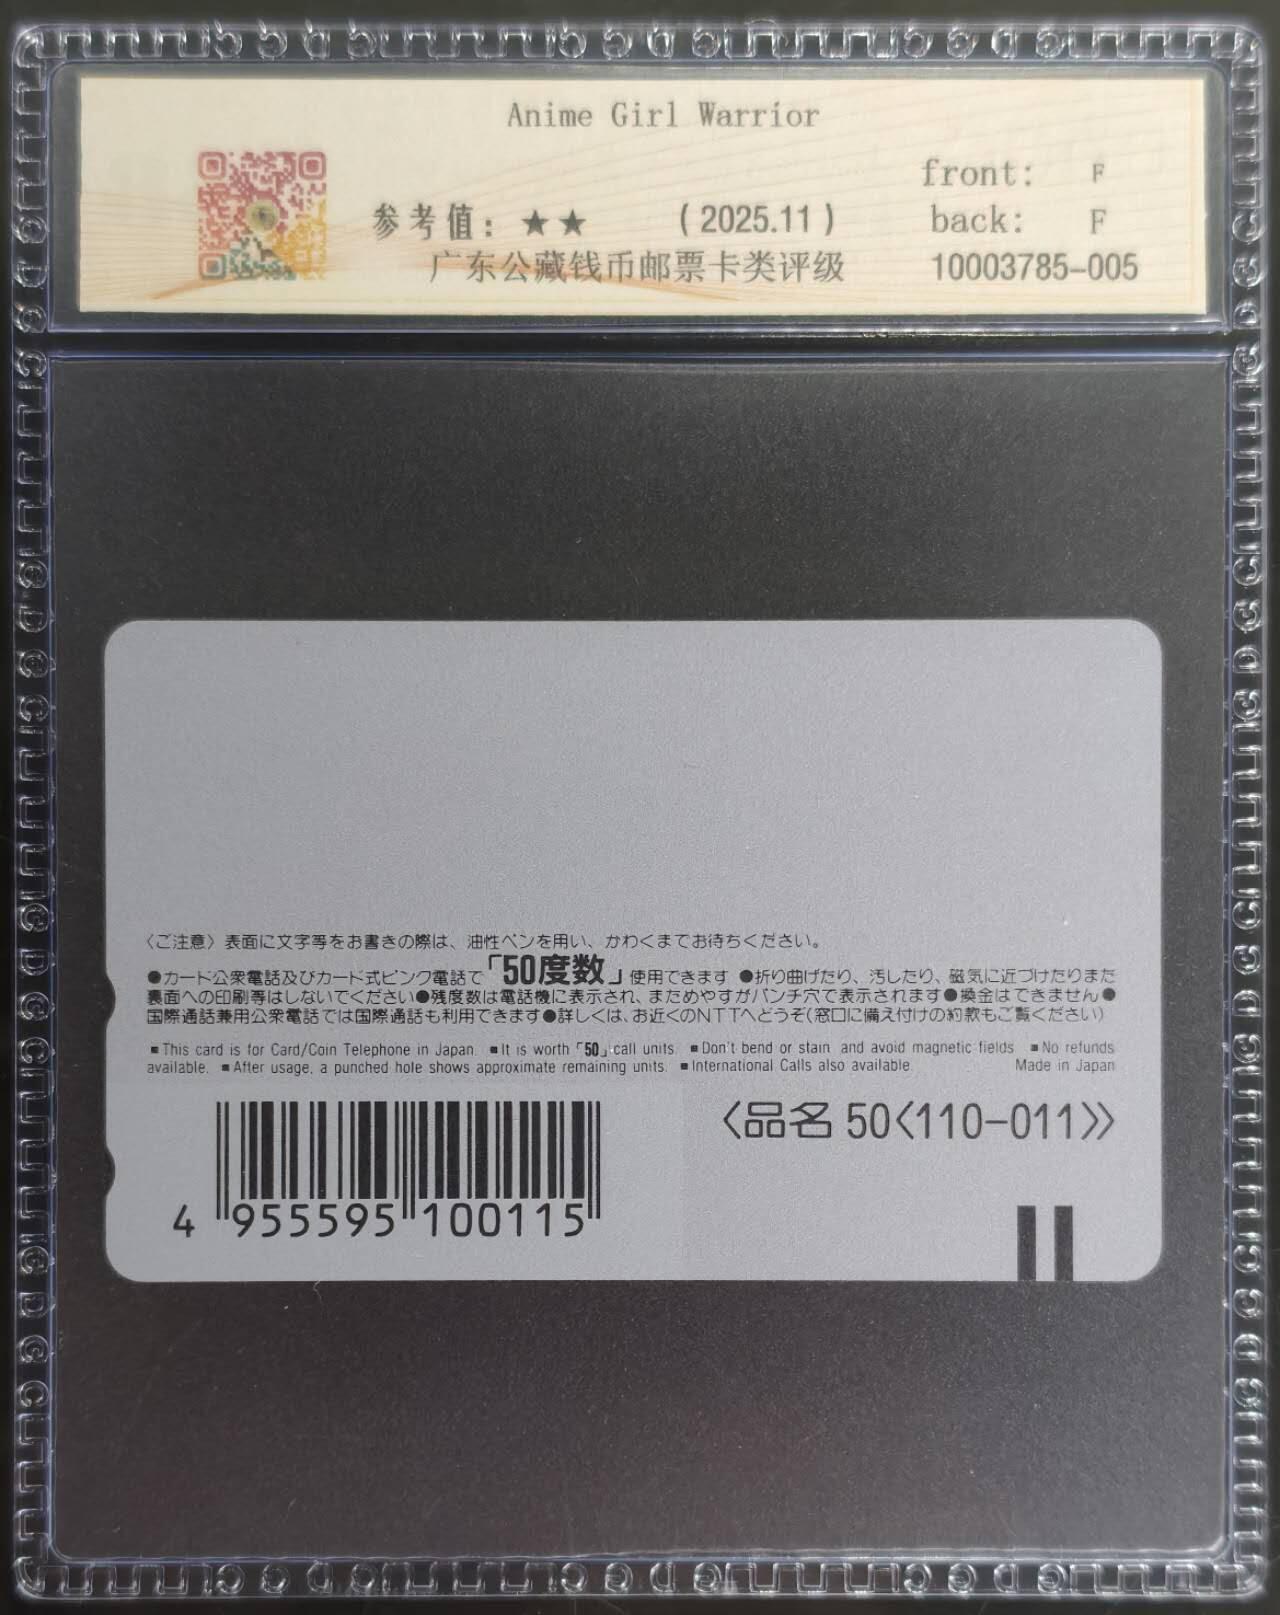 Anime Girl Warrior
front: F
参考值：★★ (2025.11) back: F
广东公藏钱币邮票卡类评级 10003785-005
〈ご注意〉表面に文字等をお書きの際は、油性ペンを用い、かわくまでお待ちください。
●カード公衆電話及びカード式ピンク電話で「50度数」使用できます ●折り曲げたり、汚したり、磁気に近づけたりまた
裏面への印刷等はしないでください●残度数は電話機に表示され、まためやすがパンチ穴で表示されます●換金はできません●
国際通話兼用公衆電話では国際通話も利用できます●詳しくは、お近くのNTTへどうぞ(窓口に備え付けの約款もご覧ください)
■This card is for Card/Coin Telephone in Japan. ■It is worth「50」call units. ■Don't bend or stain and avoid magnetic fields ■No refunds
available. ■After usage, a punched hole shows approximate remaining units. ■International Calls also available. Made in Japan
〈品名 50〈110-011〉〉
4 955595 100115